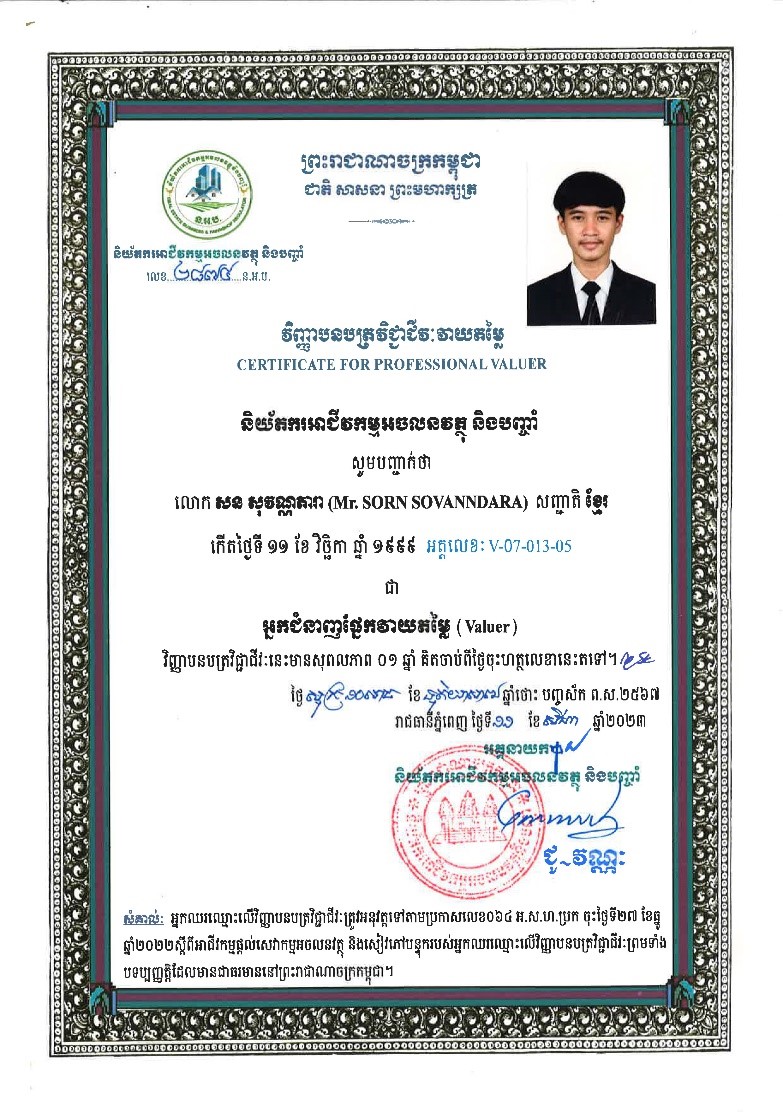 ព្រះរាជាណាចក្រកម្ពុជា
ជាតិ សាសនា ព្រះមហាក្សត្រ
REAL ESTATE BUSINESS & PAWNSHOP REGULATOR
ន.អ.ប.
និយ័តករអាជីវកម្មអចលនវត្ថុ និងបញ្ចាំ
លេខ ២៨៧៥ ន.អ.ប.
វិញ្ញាបនបត្រវិជ្ជាជីវៈវាយតម្លៃ
CERTIFICATE FOR PROFESSIONAL VALUER
និយ័តករអាជីវកម្មអចលនវត្ថុ និងបញ្ចាំ
សូមបញ្ជាក់ថា
លោក សន សុវណ្ណតារា (Mr. SORN SOVANNDARA) សញ្ជាតិ ខ្មែរ
កើតថ្ងៃទី ១១ ខែ វិច្ឆិកា ឆ្នាំ ១៩៩៩ អត្តលេខ: V-07-013-05
ជា
អ្នកជំនាញផ្នែកវាយតម្លៃ (Valuer)
វិញ្ញាបនបត្រវិជ្ជាជីវៈនេះមានសុពលភាព ០១ ឆ្នាំ គិតចាប់ពីថ្ងៃចុះហត្ថលេខានេះតទៅ។
ថ្ងៃសុក្រ ១០រោច ខែ ឆ្នាំថោះ បញ្ចស័ក ព.ស.២៥៦៧
រាជធានីភ្នំពេញ ថ្ងៃទី១១ ខែសីហា ឆ្នាំ២០២៣
អគ្គនាយក
និយ័តករអាជីវកម្មអចលនវត្ថុ និងបញ្ចាំ
ជូ វណ្ណៈ
សំគាល់: អ្នកឈរឈ្មោះលើវិញ្ញាបនបត្រវិជ្ជាជីវៈត្រូវអនុវត្តទៅតាមប្រកាសលេខ០៦៤ អ.ស.ហ.ប្រក ចុះថ្ងៃទី២៧ ខែធ្នូ
ឆ្នាំ២០២២ស្តីពីអាជីវកម្មផ្តល់សេវាកម្មអចលនវត្ថុ និងសៀវភៅបន្ទុករបស់អ្នកឈរឈ្មោះលើវិញ្ញាបនបត្រវិជ្ជាជីវៈព្រមទាំង
បទប្បញ្ញត្តិដែលមានជាធរមាននៅព្រះរាជាណាចក្រកម្ពុជា។